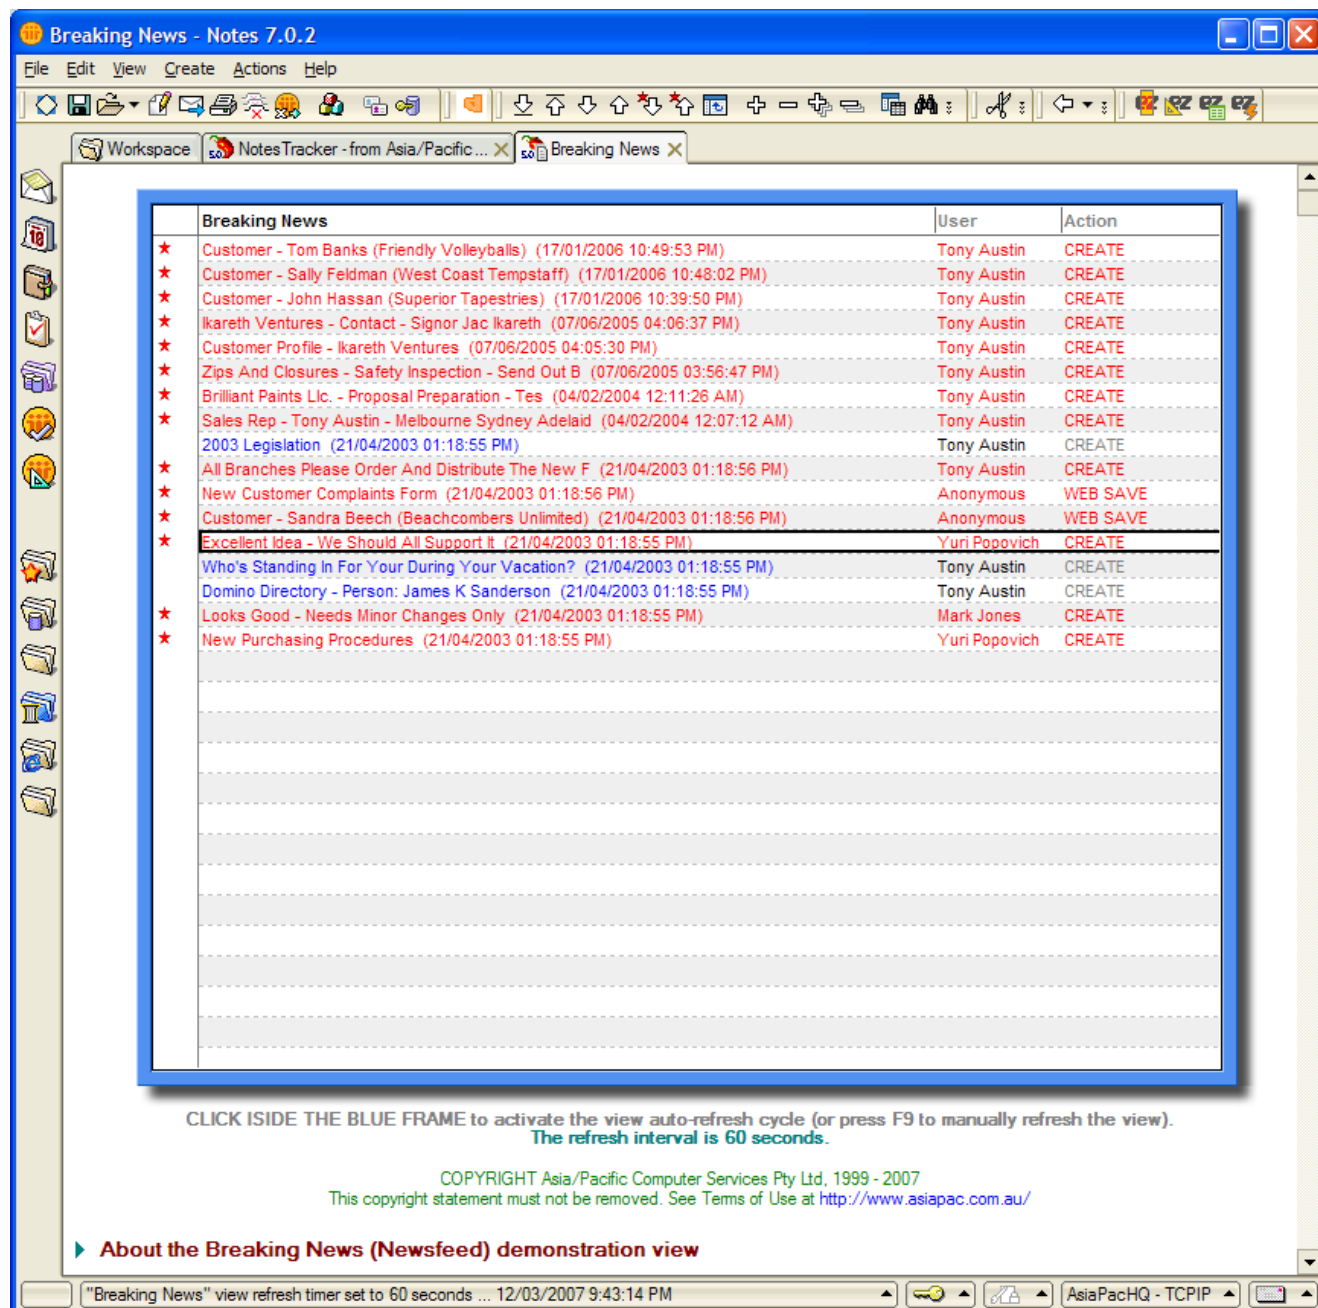 Breaking News - Notes 7.0.2
File Edit View Create Actions Help
Workspace NotesTracker - from Asia/Pacific ... Breaking News
Breaking News User Action
Customer - Tom Banks (Friendly Volleyballs) (17/01/2006 10:49:53 PM) Tony Austin CREATE
Customer - Sally Feldman (West Coast Tempstaff) (17/01/2006 10:48:02 PM) Tony Austin CREATE
Customer - John Hassan (Superior Tapestries) (17/01/2006 10:39:50 PM) Tony Austin CREATE
Ikareth Ventures - Contact - Signor Jac Ikareth (07/06/2005 04:06:37 PM) Tony Austin CREATE
Customer Profile - Ikareth Ventures (07/06/2005 04:05:30 PM) Tony Austin CREATE
Zips And Closures - Safety Inspection - Send Out B (07/06/2005 03:56:47 PM) Tony Austin CREATE
Brilliant Paints Llc. - Proposal Preparation - Tes (04/02/2004 12:11:26 AM) Tony Austin CREATE
Sales Rep - Tony Austin - Melbourne Sydney Adelaid (04/02/2004 12:07:12 AM) Tony Austin CREATE
2003 Legislation (21/04/2003 01:18:55 PM) Tony Austin CREATE
All Branches Please Order And Distribute The New F (21/04/2003 01:18:56 PM) Tony Austin CREATE
New Customer Complaints Form (21/04/2003 01:18:56 PM) Anonymous WEB SAVE
Customer - Sandra Beech (Beachcombers Unlimited) (21/04/2003 01:18:56 PM) Anonymous WEB SAVE
Excellent Idea - We Should All Support It (21/04/2003 01:18:55 PM) Yuri Popovich CREATE
Who's Standing In For Your During Your Vacation? (21/04/2003 01:18:55 PM) Tony Austin CREATE
Domino Directory - Person: James K Sanderson (21/04/2003 01:18:55 PM) Tony Austin CREATE
Looks Good - Needs Minor Changes Only (21/04/2003 01:18:55 PM) Mark Jones CREATE
New Purchasing Procedures (21/04/2003 01:18:55 PM) Yuri Popovich CREATE
CLICK ISIDE THE BLUE FRAME to activate the view auto-refresh cycle (or press F9 to manually refresh the view).
The refresh interval is 60 seconds.
COPYRIGHT Asia/Pacific Computer Services Pty Ltd, 1999 - 2007
This copyright statement must not be removed. See Terms of Use at http://www.asiapac.com.au/
About the Breaking News (Newsfeed) demonstration view
"Breaking News" view refresh timer set to 60 seconds ... 12/03/2007 9:43:14 PM AsiaPacHQ - TCPIP